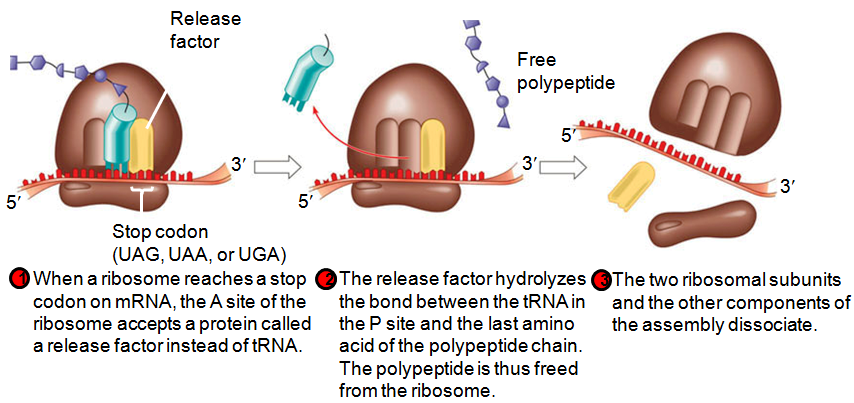 Release
factor
Free
polypeptide
3′
5′
3′
5′
5′
3′
Stop codon
(UAG, UAA, or UGA)
1 When a ribosome reaches a stop
codon on mRNA, the A site of the
ribosome accepts a protein called
a release factor instead of tRNA.
2 The release factor hydrolyzes
the bond between the tRNA in
the P site and the last amino
acid of the polypeptide chain.
The polypeptide is thus freed
from the ribosome.
3 The two ribosomal subunits
and the other components of
the assembly dissociate.